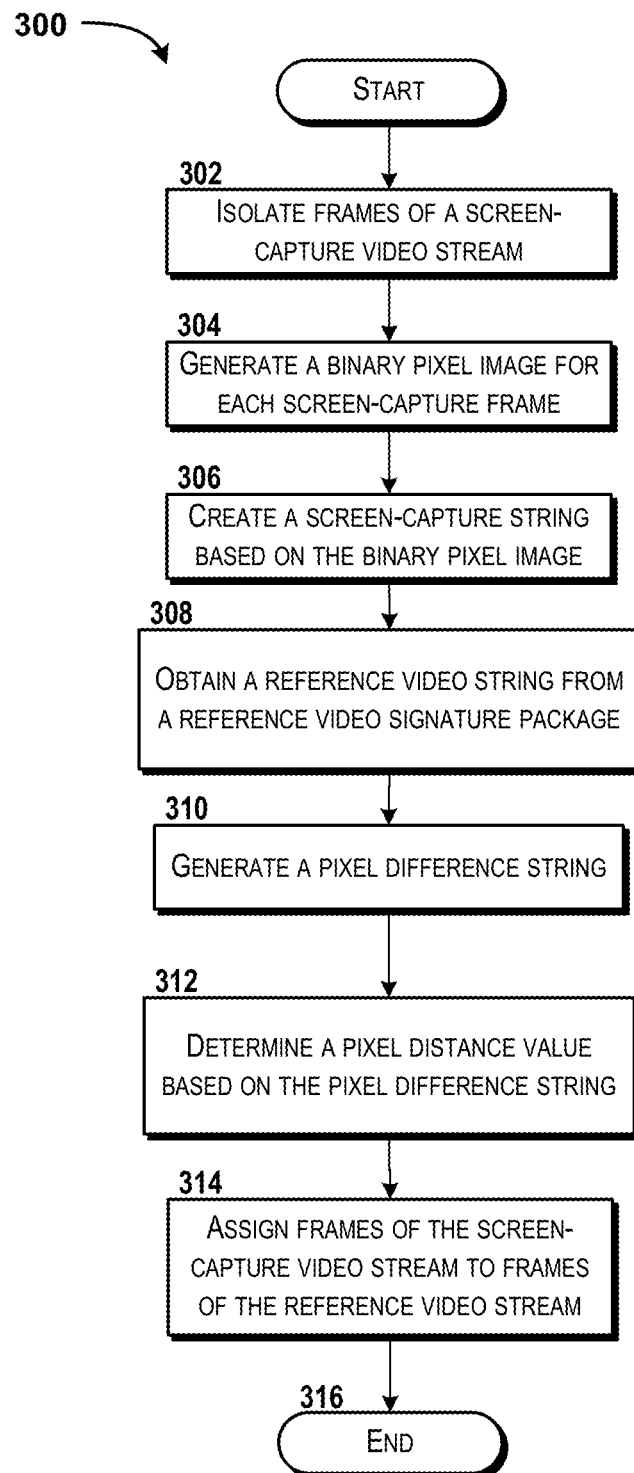 300
START
302
ISOLATE FRAMES OF A SCREEN-
CAPTURE VIDEO STREAM
304
GENERATE A BINARY PIXEL IMAGE FOR
EACH SCREEN-CAPTURE FRAME
306
CREATE A SCREEN-CAPTURE STRING
BASED ON THE BINARY PIXEL IMAGE
308
OBTAIN A REFERENCE VIDEO STRING FROM
A REFERENCE VIDEO SIGNATURE PACKAGE
310
GENERATE A PIXEL DIFFERENCE STRING
312
DETERMINE A PIXEL DISTANCE VALUE
BASED ON THE PIXEL DIFFERENCE STRING
314
ASSIGN FRAMES OF THE SCREEN-
CAPTURE VIDEO STREAM TO FRAMES
OF THE REFERENCE VIDEO STREAM
316
END